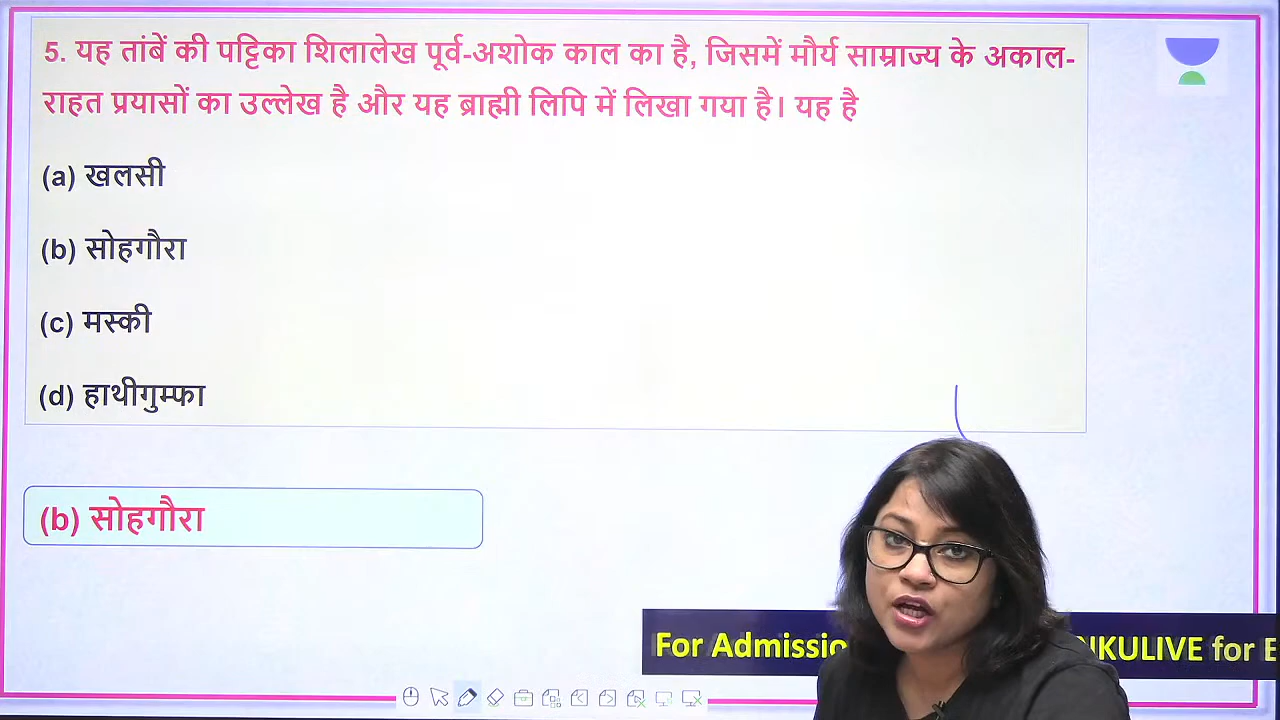 5. यह तांबें की पट्टिका शिलालेख पूर्व-अशोक काल का है, जिसमें मौर्य साम्राज्य के अकाल-
राहत प्रयासों का उल्लेख है और यह ब्राह्मी लिपि में लिखा गया है। यह है
(a) खलसी
(b) सोहगौरा
(c) मस्की
(d) हाथीगुम्फा
(b) सोहगौरा
For Admissio NKULIVE for E